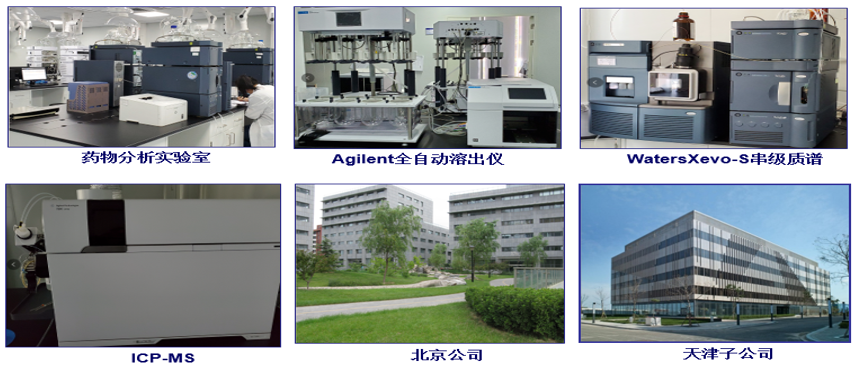 药物分析实验室
Agilent全自动溶出仪
WatersXevo-S串级质谱
ICP-MS
北京公司
天津子公司